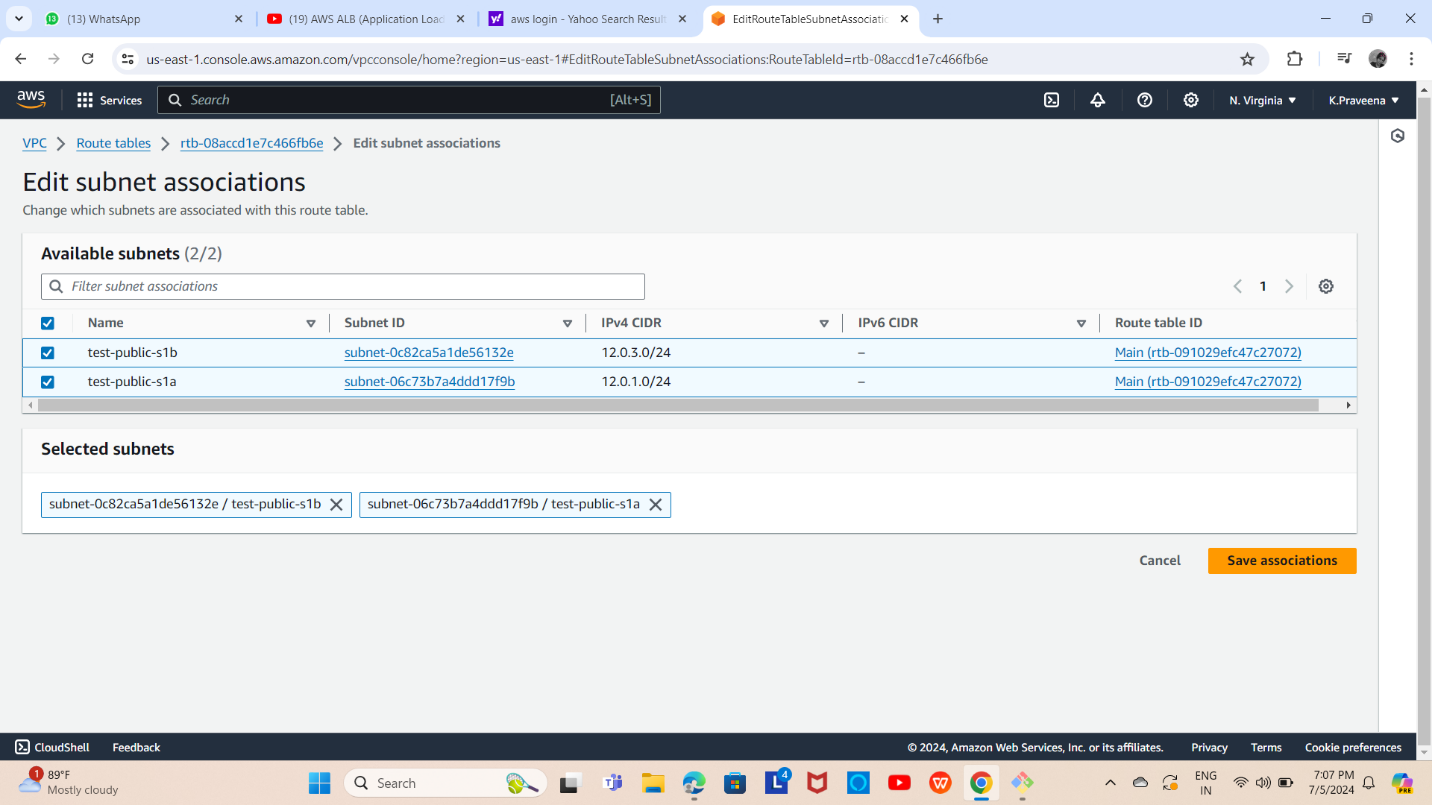 (13) WhatsApp
(19) AWS ALB (Application Load
aws login - Yahoo Search Result
EditRouteTableSubnetAssociatio
us-east-1.console.aws.amazon.com/vpcconsole/home?region=us-east-1#EditRouteTableSubnetAssociations:RouteTableId=rtb-08accd1e7c466fb6e
aws Services Search [Alt+S] N. Virginia K.Praveena
VPC Route tables rtb-08accd1e7c466fb6e Edit subnet associations
Edit subnet associations
Change which subnets are associated with this route table.
Available subnets (2/2)
Filter subnet associations 1
Name Subnet ID IPv4 CIDR IPv6 CIDR Route table ID
test-public-s1b subnet-0c82ca5a1de56132e 12.0.3.0/24 – Main (rtb-091029efc47c27072)
test-public-s1a subnet-06c73b7a4ddd17f9b 12.0.1.0/24 – Main (rtb-091029efc47c27072)
Selected subnets
subnet-0c82ca5a1de56132e / test-public-s1b subnet-06c73b7a4ddd17f9b / test-public-s1a
Cancel Save associations
CloudShell Feedback © 2024, Amazon Web Services, Inc. or its affiliates. Privacy Terms Cookie preferences
1 89°F
Mostly cloudy
Search
4
ENG
IN
7:07 PM
7/5/2024
PRE